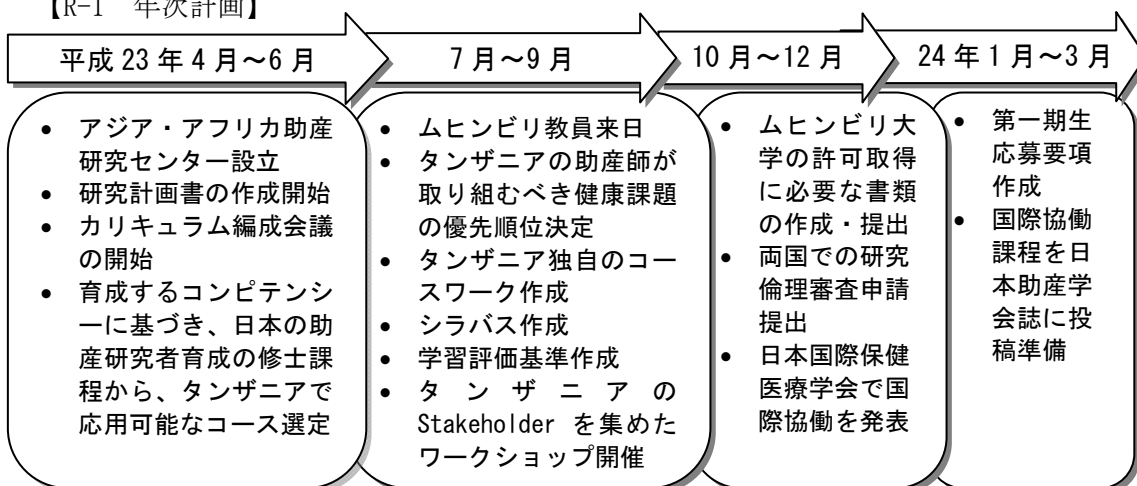 【R-1 年次計画】
平成 23 年 4 月～6 月
7 月～9 月
10 月～12 月
24 年 1 月～3 月
• アジア・アフリカ助産
研究センター設立
• 研究計画書の作成開始
• カリキュラム編成会議
の開始
• 育成するコンピテンシ
ーに基づき、日本の助
産研究者育成の修士課
程から、タンザニアで
応用可能なコース選定
• ムヒンビリ教員来日
• タンザニアの助産師が
取り組むべき健康課題
の優先順位決定
• タンザニア独自のコー
スワーク作成
• シラバス作成
• 学習評価基準作成
• タンザニアの
Stakeholder を集めた
ワークショップ開催
• ムヒンビリ大
学の許可取得
に必要な書類
の作成・提出
• 両国での研究
倫理審査申請
提出
• 日本国際保健
医療学会で国
際協働を発表
• 第一期生
応募要項
作成
• 国際協働
課程を日
本助産学
会誌に投
稿準備